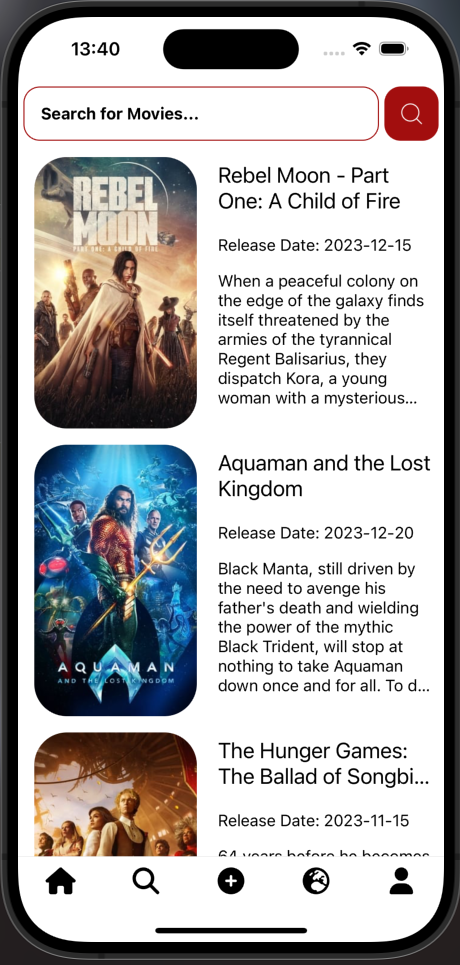 13:40
Search for Movies...
REBEL
MOON
PART ONE: A CHILD OF FIRE
Rebel Moon - Part
One: A Child of Fire
Release Date: 2023-12-15
When a peaceful colony on
the edge of the galaxy finds
itself threatened by the
armies of the tyrannical
Regent Balisarius, they
dispatch Kora, a young
woman with a mysterious...
AQUAMAN
AND THE LOST KINGDOM
Aquaman and the Lost
Kingdom
Release Date: 2023-12-20
Black Manta, still driven by
the need to avenge his
father's death and wielding
the power of the mythic
Black Trident, will stop at
nothing to take Aquaman
down once and for all. To d...
The Hunger Games:
The Ballad of Songbi...
Release Date: 2023-11-15
64 years before he becomes